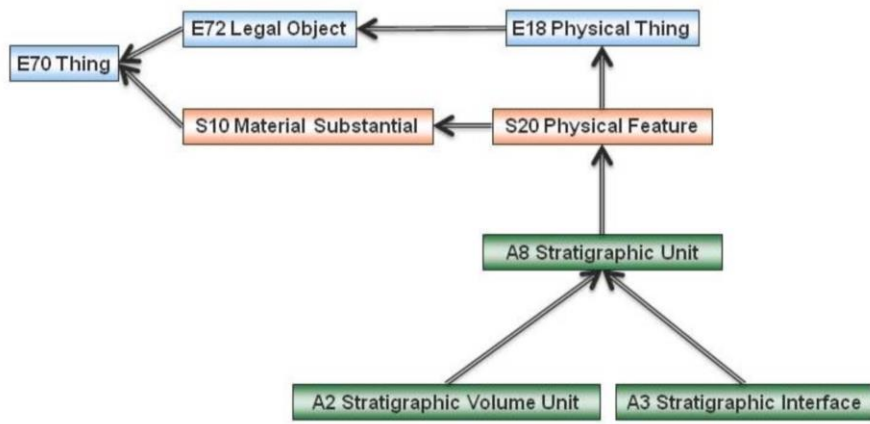 E72 Legal Object
E18 Physical Thing
E70 Thing
S10 Material Substantial
S20 Physical Feature
A8 Stratigraphic Unit
A2 Stratigraphic Volume Unit
A3 Stratigraphic Interface